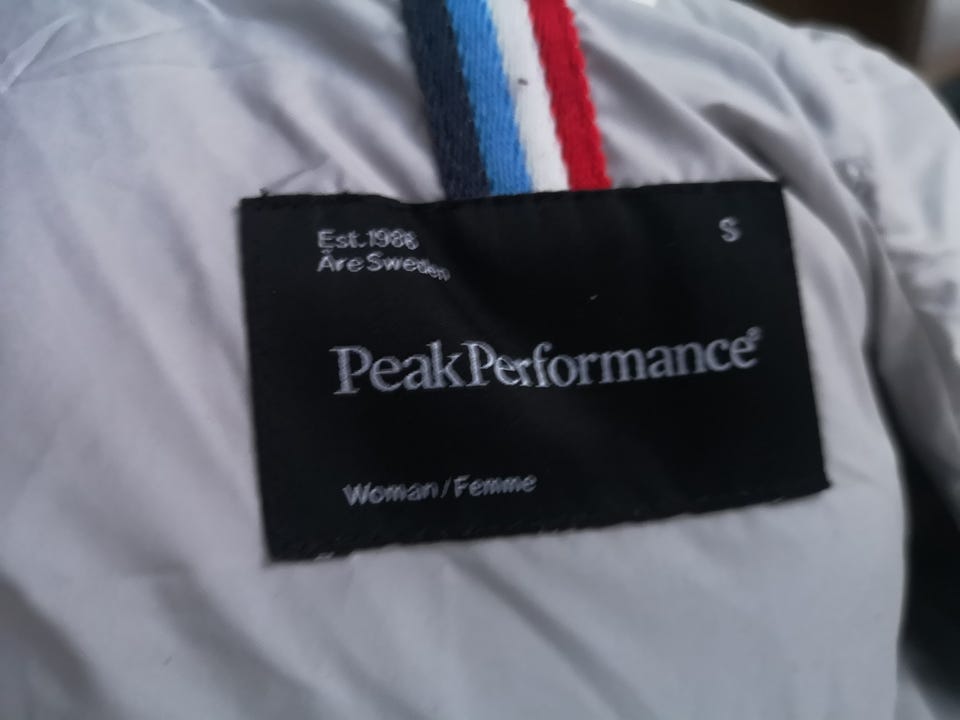 Est. 1986
Åre Sweden
S
PeakPerformance®
Woman/Femme